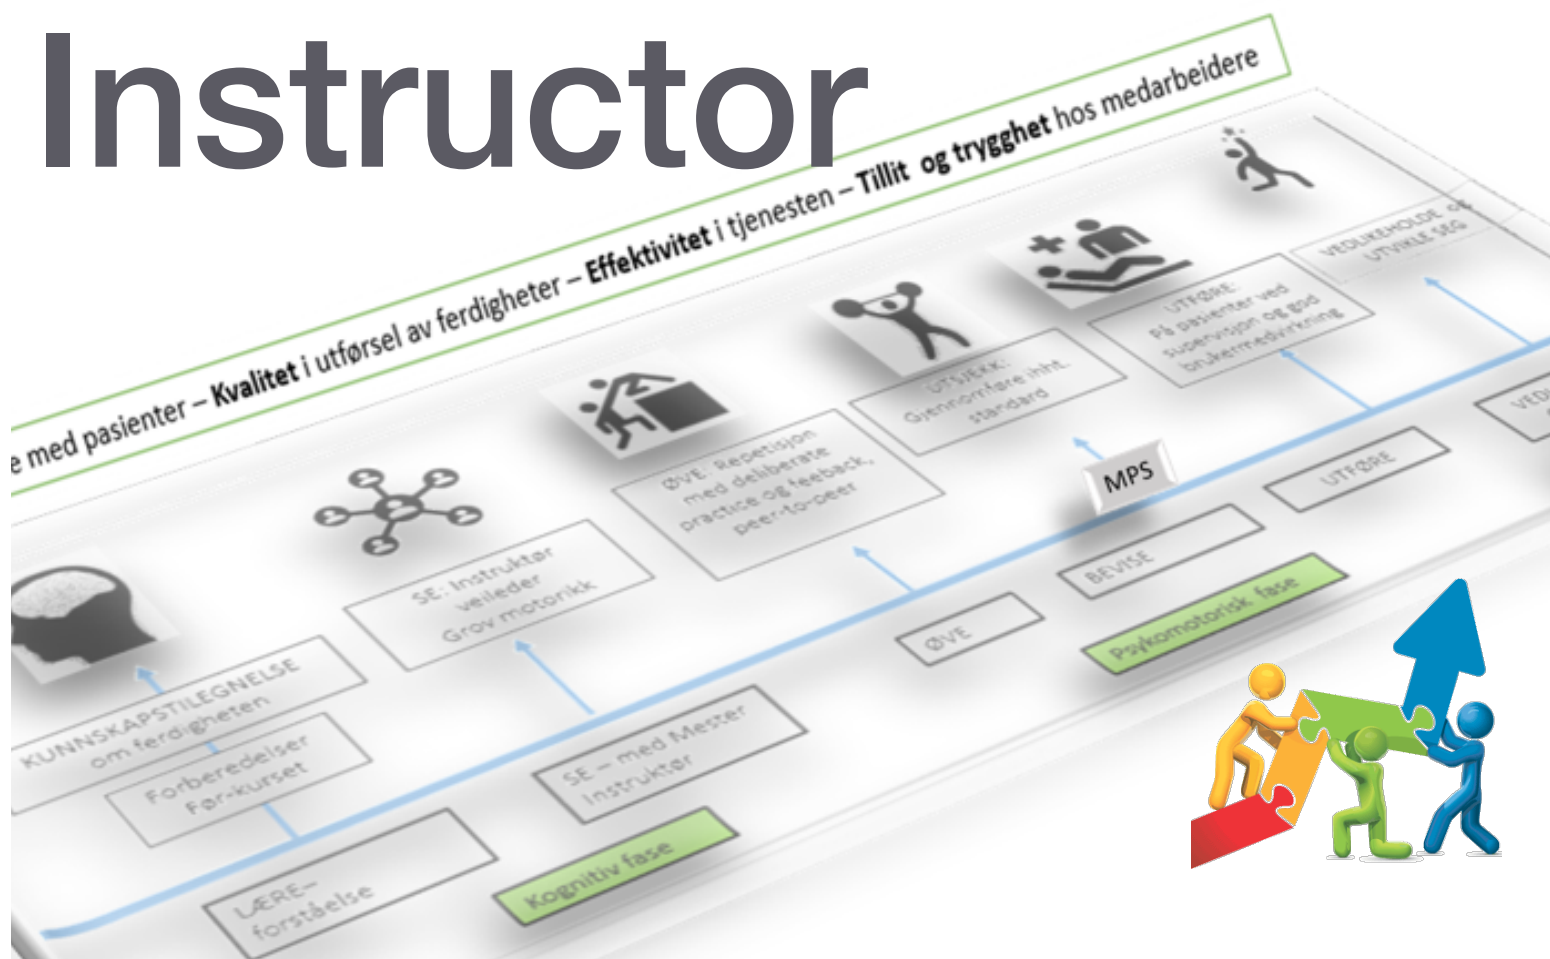 Instructor
e med pasienter – Kvalitet i utførsel av ferdigheter – Effektivitet i tjenesten – Tillit og trygghet hos medarbeidere
VEDLIKEHOLDE OG
UTVIKLE SEG
UTFØRE:
På pasienter ved
supervisjon og god
brukermedvirkning
UTSJEKK:
Gjennomføre ihht.
standard
ØVE: Repetisjon
med deliberate
practice og feeback,
peer-to-peer
SE: Instruktør
veileder
Grov motorikk
KUNNSKAPSTILEGNELSE
om ferdigheten
Forberedelser
Før-kurset
MPS
LÆRE–
forståelse
SE – med Mester
Instruktør
ØVE
BEVISE
UTFØRE
VEDL
Kognitiv fase
Psykomotorisk fase